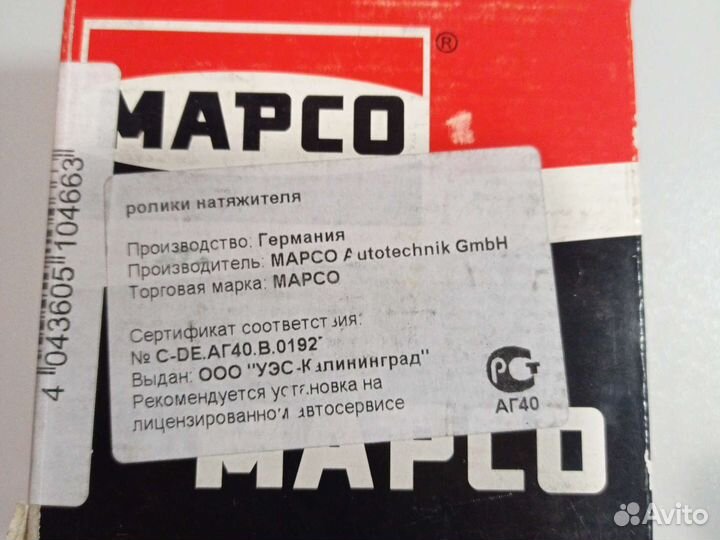 ®
MAPCO
4 043605 104663
ролики натяжителя
Производство: Германия
Производитель: MAPCO Autotechnik GmbH
Торговая марка: MAPCO
Сертификат соответствия:
№ C-DE.АГ40.В.0192
Выдан: ООО "УЭС-Калининград"
Рекомендуется установка на
лицензированном автосервисе
РСТ
АГ40
MAPCO
Avito